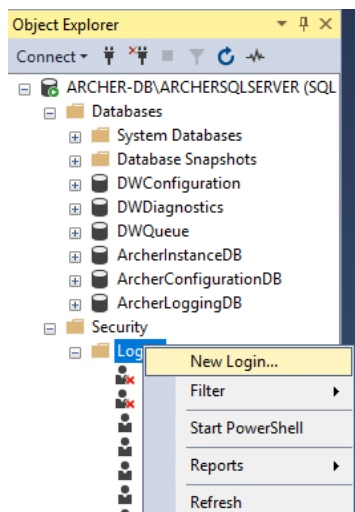 Object Explorer
Connect
ARCHER-DB\ARCHERSQLSERVER (SQL
Databases
System Databases
Database Snapshots
DWConfiguration
DWDiagnostics
DWQueue
ArcherInstanceDB
ArcherConfigurationDB
ArcherLoggingDB
Security
Log
New Login...
Filter
Start PowerShell
Reports
Refresh